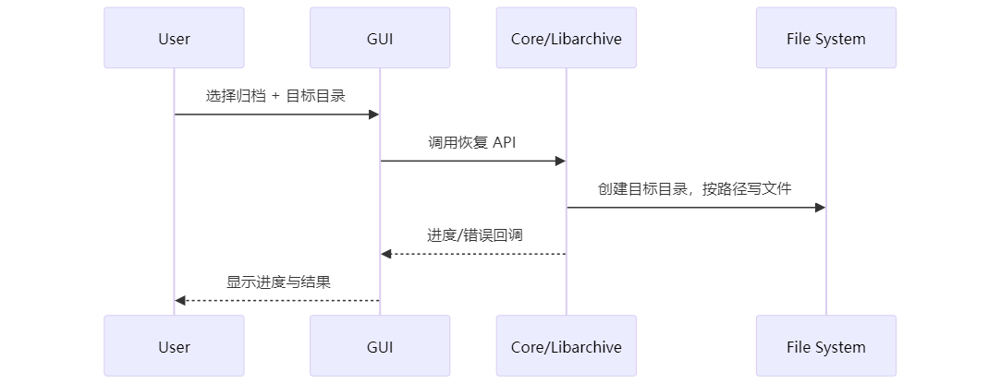 User
GUI
Core/Libarchive
File System
选择归档 + 目标目录
调用恢复 API
创建目标目录，按路径写文件
进度/错误回调
显示进度与结果
User
GUI
Core/Libarchive
File System